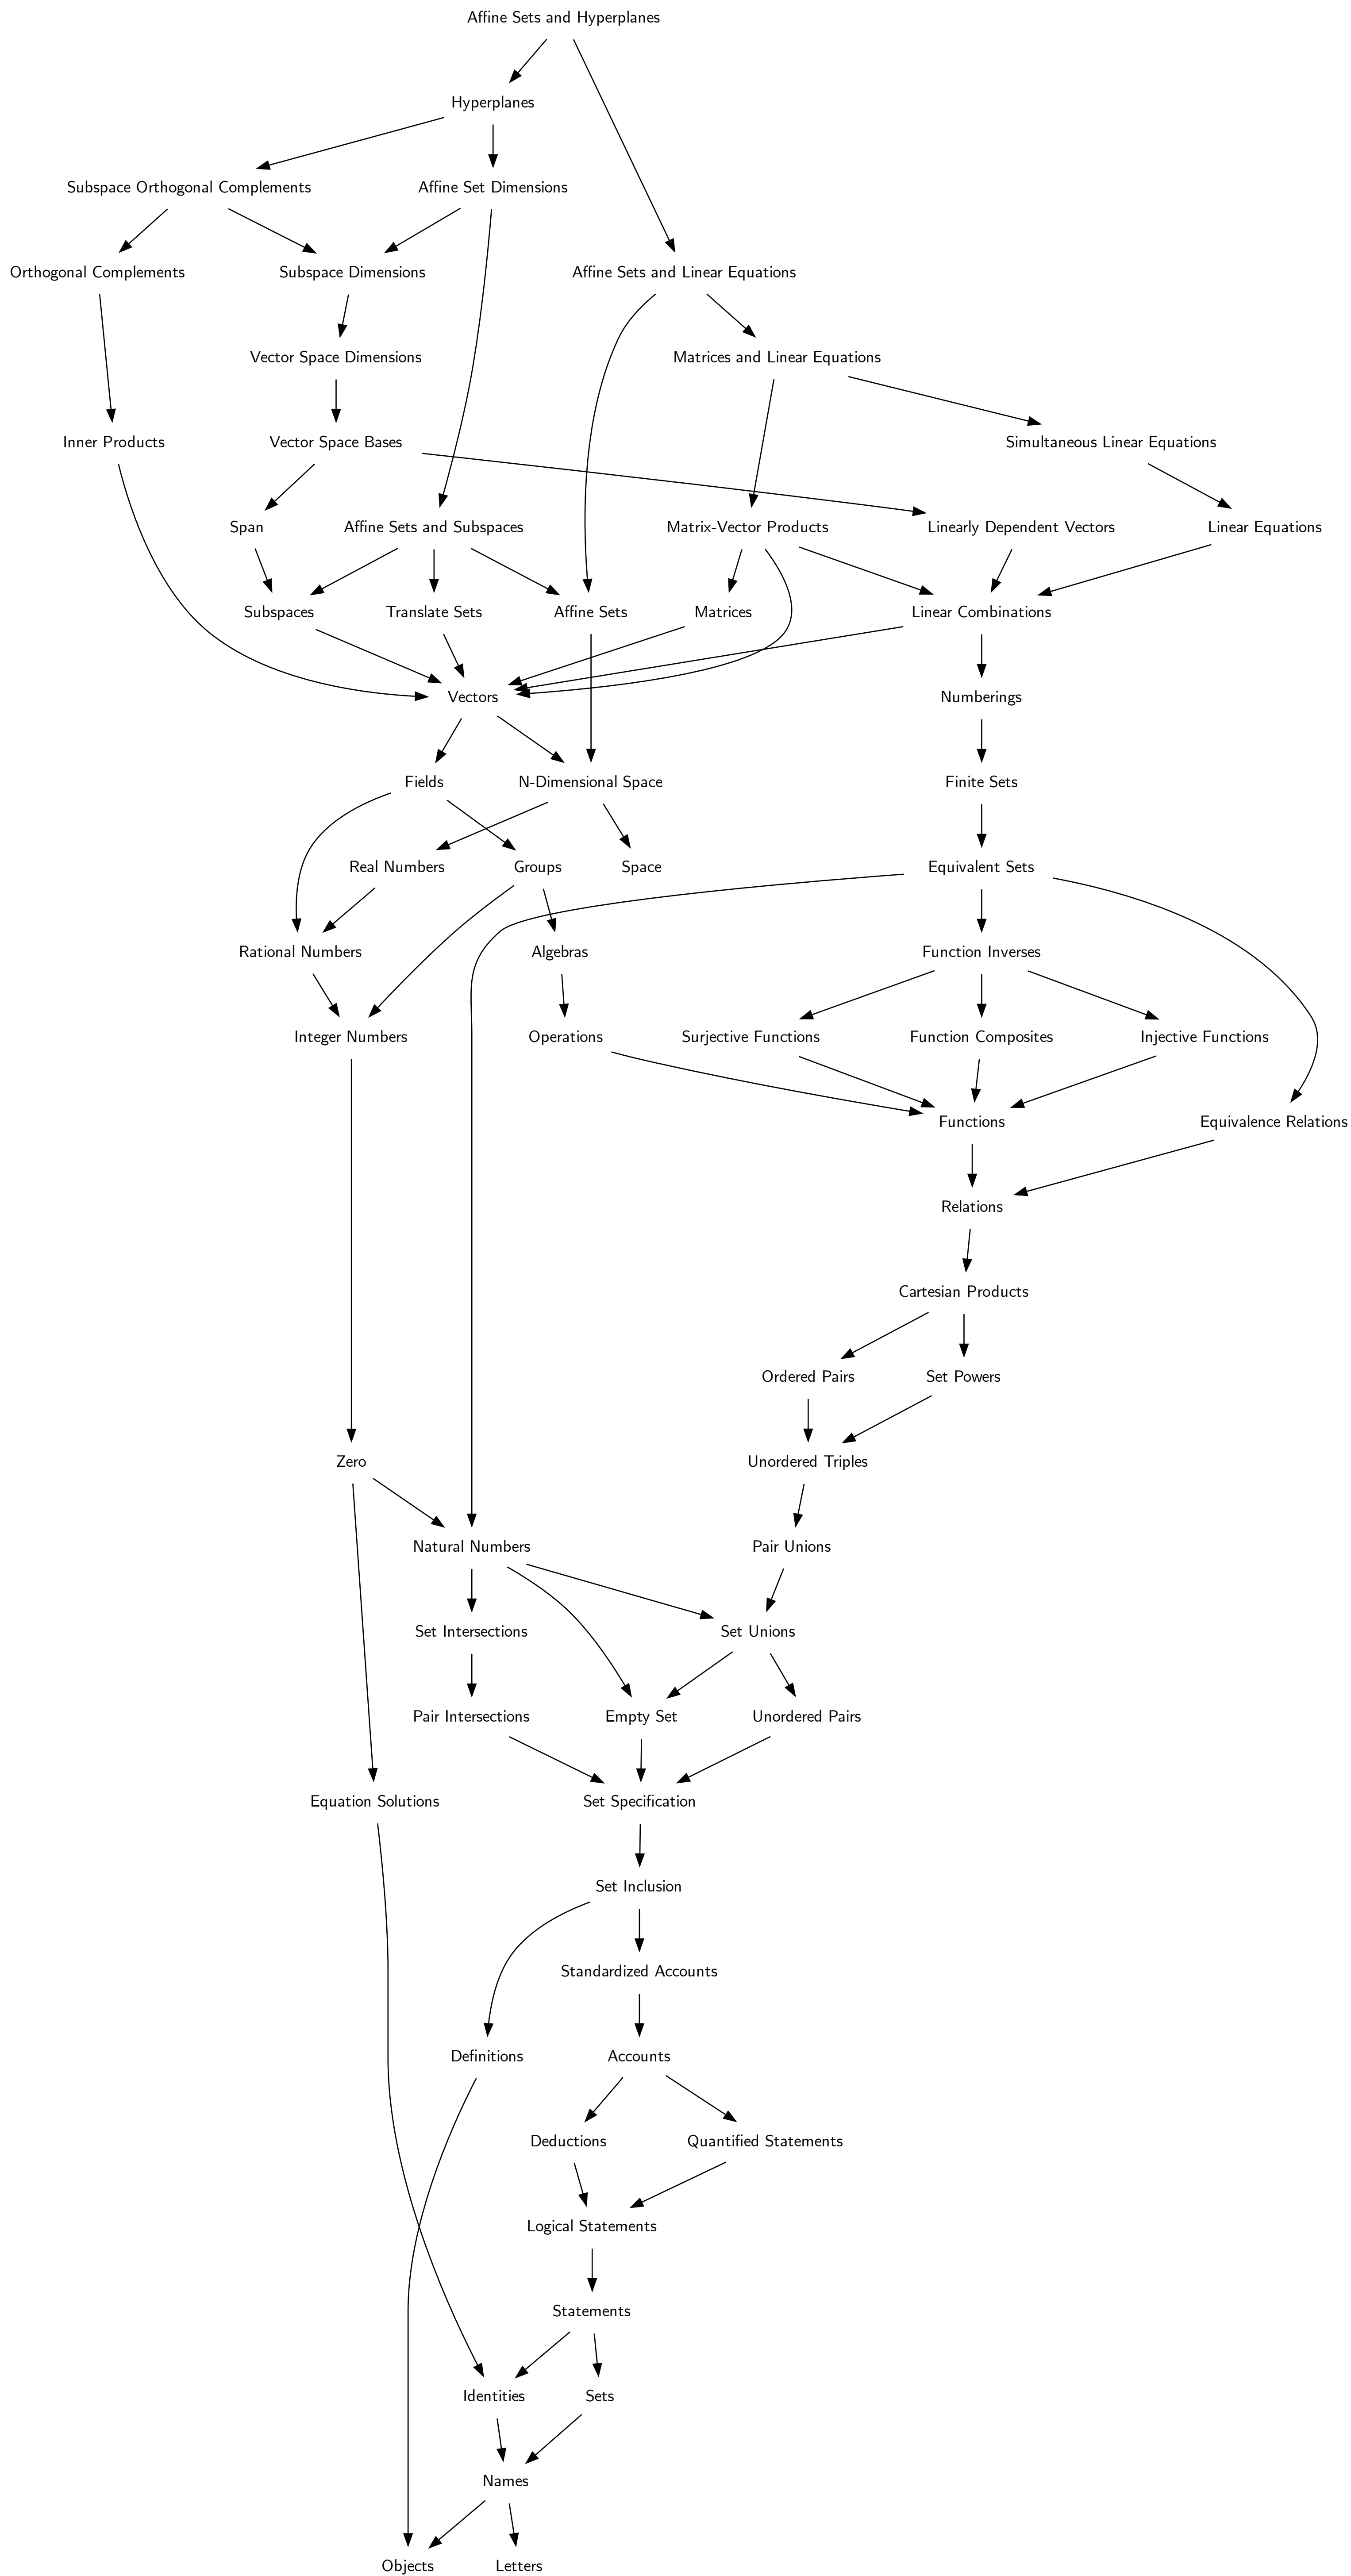 Affine Sets and Hyperplanes
Hyperplanes
Subspace Orthogonal Complements
Affine Set Dimensions
Orthogonal Complements
Subspace Dimensions
Affine Sets and Linear Equations
Vector Space Dimensions
Matrices and Linear Equations
Inner Products
Vector Space Bases
Simultaneous Linear Equations
Span
Affine Sets and Subspaces
Matrix-Vector Products
Linearly Dependent Vectors
Linear Equations
Subspaces
Translate Sets
Affine Sets
Matrices
Linear Combinations
Vectors
Numberings
Fields
N-Dimensional Space
Finite Sets
Real Numbers
Groups
Space
Equivalent Sets
Rational Numbers
Algebras
Function Inverses
Integer Numbers
Operations
Surjective Functions
Function Composites
Injective Functions
Functions
Equivalence Relations
Relations
Cartesian Products
Ordered Pairs
Set Powers
Zero
Unordered Triples
Natural Numbers
Pair Unions
Set Intersections
Set Unions
Pair Intersections
Empty Set
Unordered Pairs
Equation Solutions
Set Specification
Set Inclusion
Standardized Accounts
Definitions
Accounts
Deductions
Quantified Statements
Logical Statements
Statements
Identities
Sets
Names
Objects
Letters